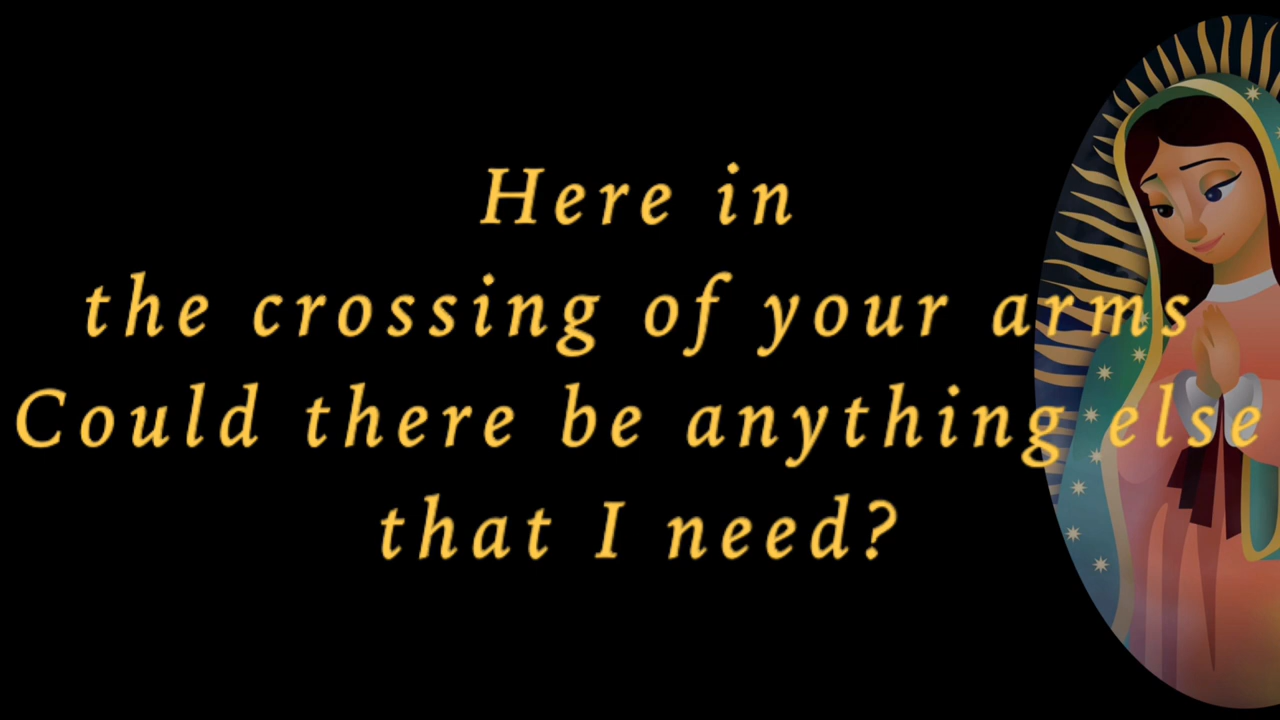 Here in
the crossing of your arms
Could there be anything else
that I need?